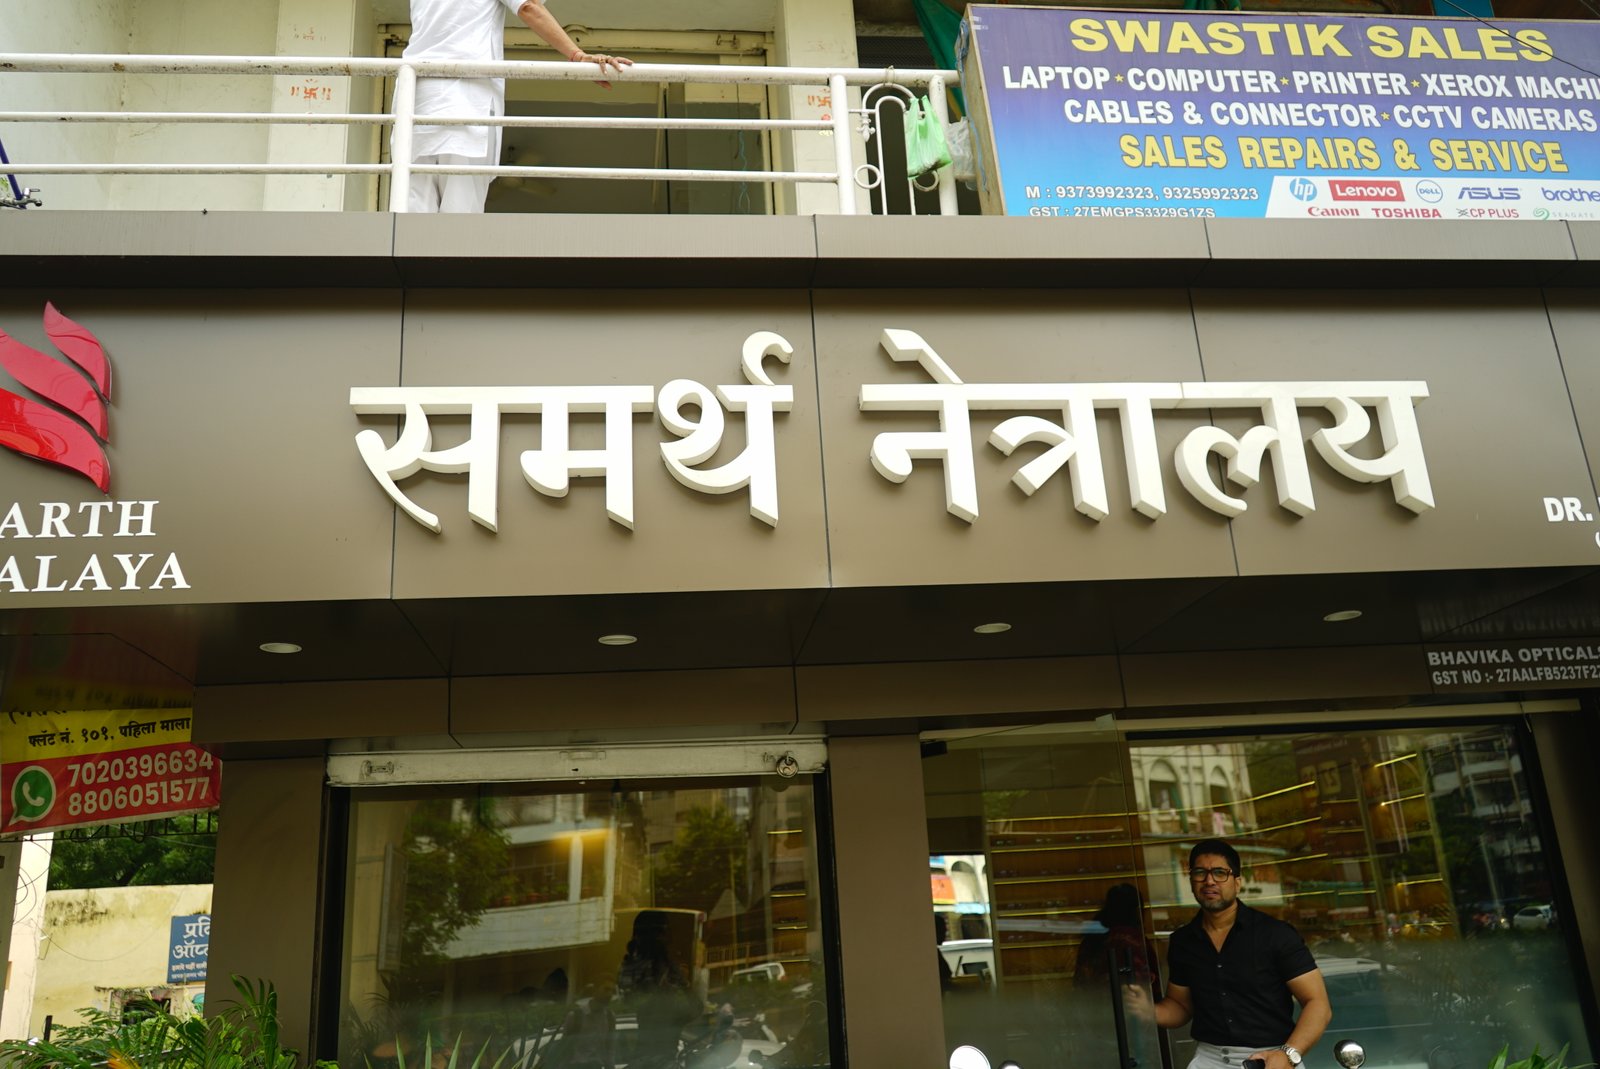 SWASTIK SALES
LAPTOP★COMPUTER★PRINTER★XEROX
CABLES & CONNECTOR★CCTV CAMERAS
SALES REPAIRS & SERVICE
M : 9373992323, 9325992323
GST : 27EMGPS3329G1ZS
hp Lenovo DELL ASUS brother
Canon TOSHIBA CP PLUS SEAGATE
समर्थ नेत्रालय
ARTH
ALAYA
DR.
BHAVIKA OPTICALS
GST NO :- 27AALFB5237F2
फ्लॅट नं. १०१, पहिला माला
7020396634
8806051577